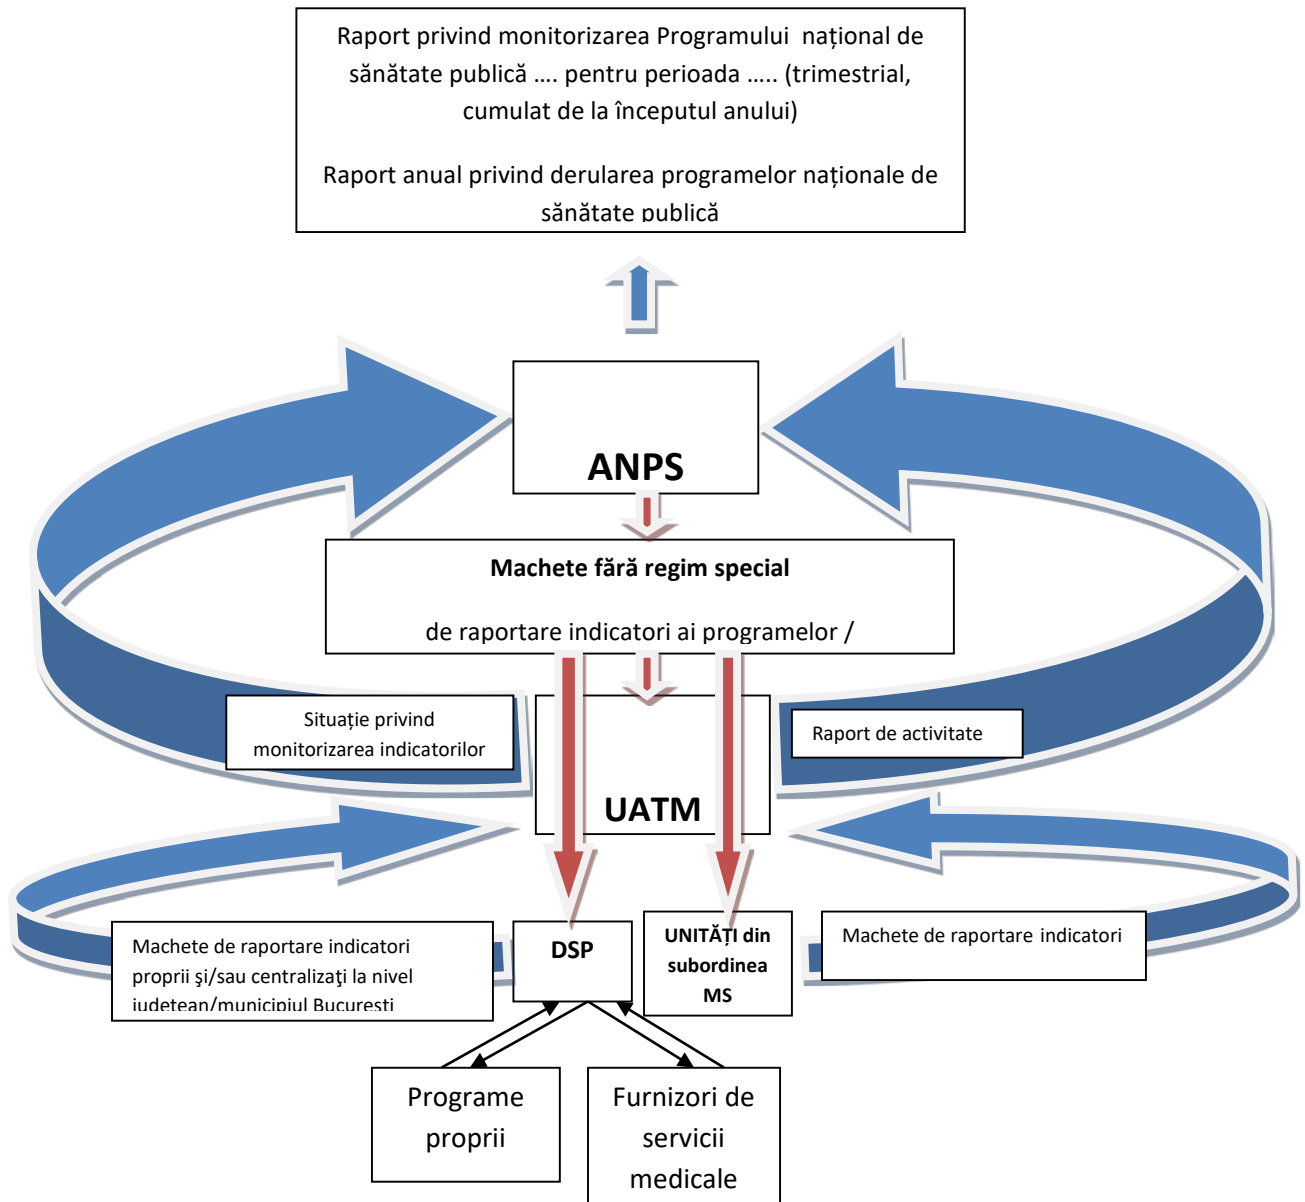 Raport privind monitorizarea Programului național de
sănătate publică .... pentru perioada ..... (trimestrial,
cumulat de la începutul anului)
Raport anual privind derularea programelor naționale de
sănătate publică
ANPS
Machete fără regim special
de raportare indicatori ai programelor /
Situație privind
monitorizarea indicatorilor
Raport de activitate
UATM
Machete de raportare indicatori
proprii şi/sau centralizaţi la nivel
judeţean/municipiul Bucureşti
DSP
UNITĂȚI din
subordinea
MS
Machete de raportare indicatori
Programe
proprii
Furnizori de
servicii
medicale